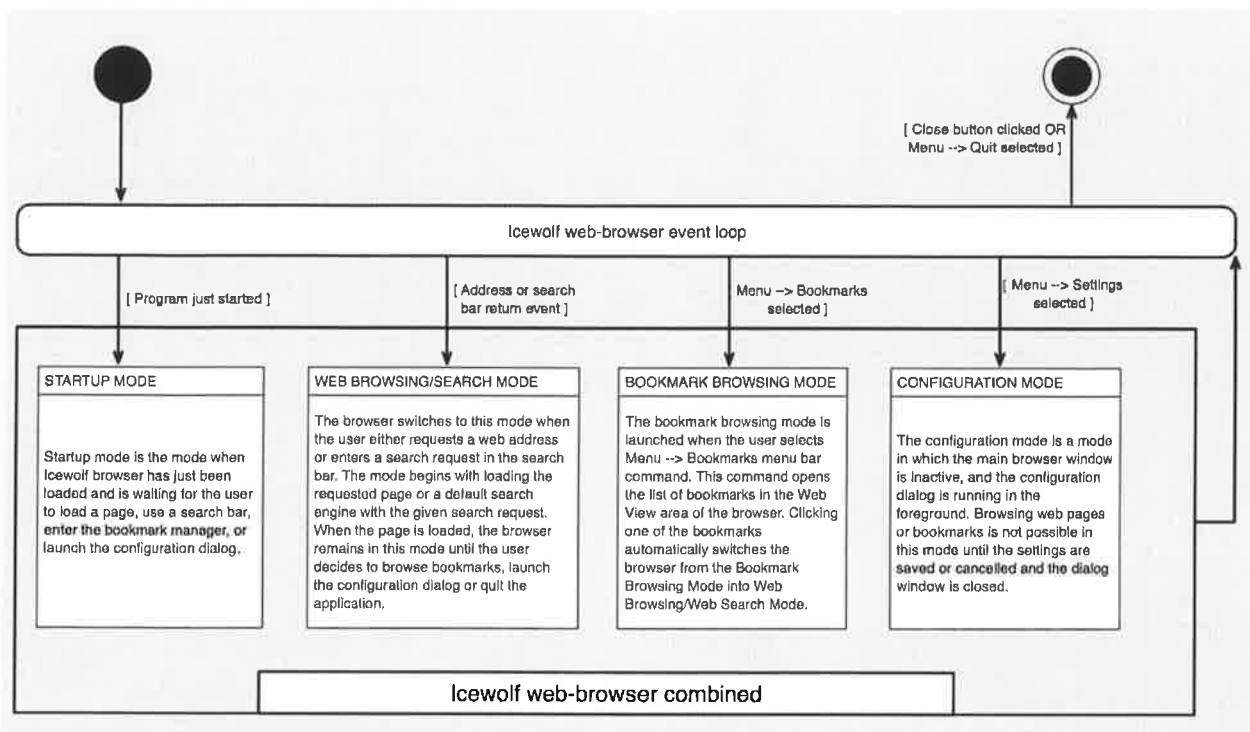 [ Close button clicked OR
Menu --> Quit selected ]
Icewolf web-browser event loop
[ Program just started ]
[ Address or search
bar return event ]
Menu --> Bookmarks
selected ]
[ Menu --> Settings
selected ]
STARTUP MODE
Startup mode is the mode when
Icewolf browser has just been
loaded and is waiting for the user
to load a page, use a search bar,
enter the bookmark manager, or
launch the configuration dialog.
WEB BROWSING/SEARCH MODE
The browser switches to this mode when
the user either requests a web address
or enters a search request in the search
bar. The mode begins with loading the
requested page or a default search
engine with the given search request.
When the page is loaded, the browser
remains in this mode until the user
decides to browse bookmarks, launch
the configuration dialog or quit the
application.
BOOKMARK BROWSING MODE
The bookmark browsing mode is
launched when the user selects
Menu --> Bookmarks menu bar
command. This command opens
the list of bookmarks in the Web
View area of the browser. Clicking
one of the bookmarks
automatically switches the
browser from the Bookmark
Browsing Mode into Web
Browsing/Web Search Mode.
CONFIGURATION MODE
The configuration mode is a mode
in which the main browser window
is inactive, and the configuration
dialog is running in the
foreground. Browsing web pages
or bookmarks is not possible in
this mode until the settings are
saved or cancelled and the dialog
window is closed.
Icewolf web-browser combined